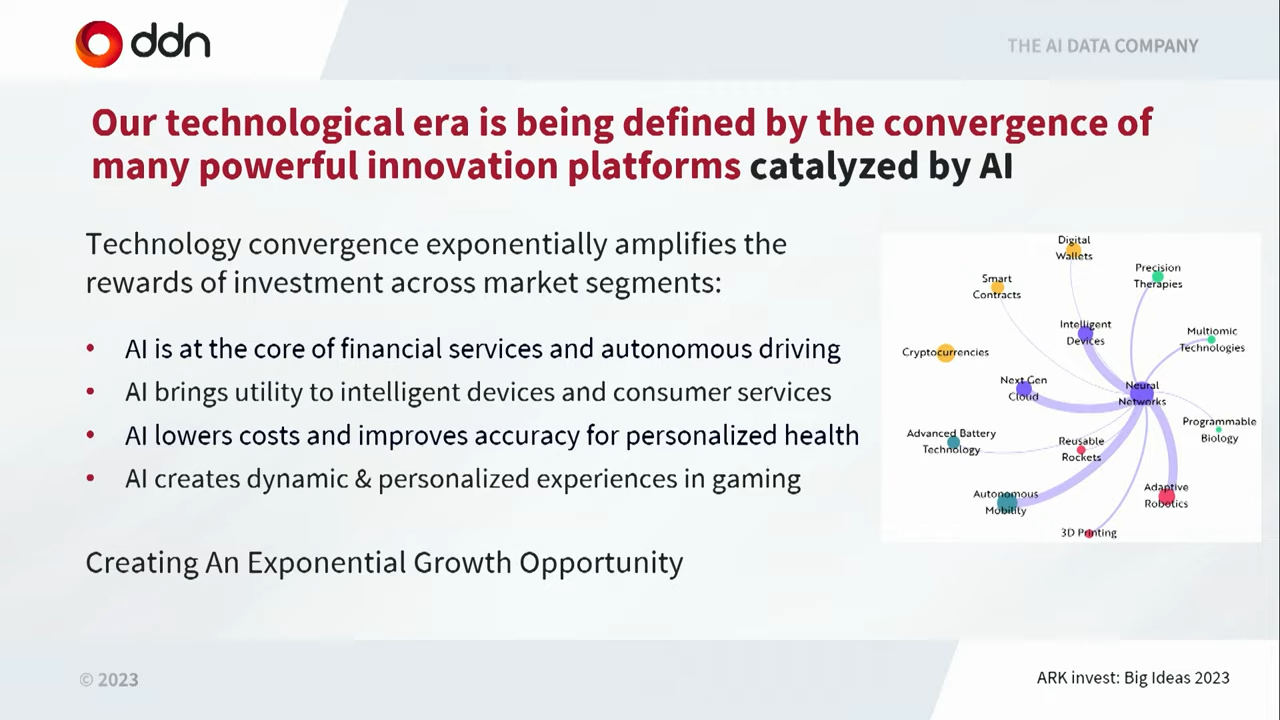 ddn
THE AI DATA COMPANY
Our technological era is being defined by the convergence of
many powerful innovation platforms catalyzed by AI
Technology convergence exponentially amplifies the
rewards of investment across market segments:
• AI is at the core of financial services and autonomous driving
• AI brings utility to intelligent devices and consumer services
• AI lowers costs and improves accuracy for personalized health
• AI creates dynamic & personalized experiences in gaming
Creating An Exponential Growth Opportunity
Digital
Wallets
Precision
Therapies
Smart
Contracts
Intelligent
Devices
Multiomic
Technologies
Cryptocurrencies
Next Gen
Cloud
Neural
Networks
Programmable
Biology
Advanced Battery
Technology
Reusable
Rockets
Autonomous
Mobility
Adaptive
Robotics
3D Printing
© 2023
ARK invest: Big Ideas 2023